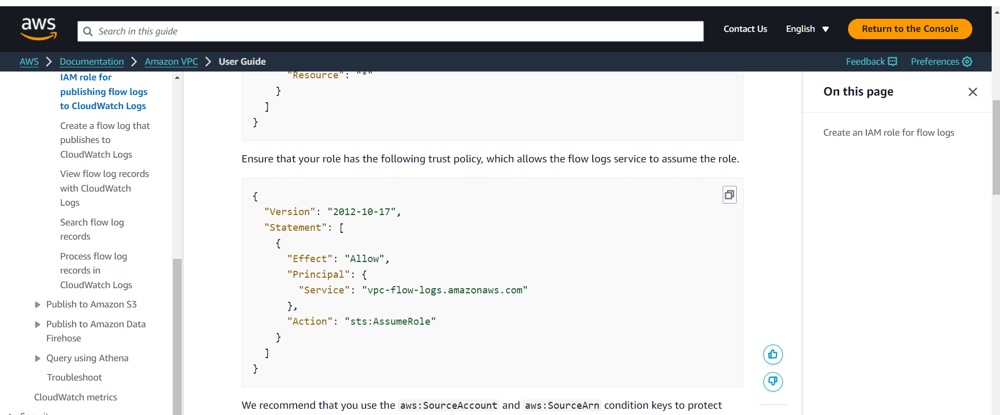 aws
Search in this guide
Contact Us
English
Return to the Console
AWS
Documentation
Amazon VPC
User Guide
Feedback
Preferences
IAM role for
publishing flow logs
to CloudWatch Logs
Create a flow log that
publishes to
CloudWatch Logs
View flow log records
with CloudWatch
Logs
Search flow log
records
Process flow log
records in
CloudWatch Logs
Publish to Amazon S3
Publish to Amazon Data
Firehose
Query using Athena
Troubleshoot
CloudWatch metrics
Security
"Resource": "*"
}
]
}
Ensure that your role has the following trust policy, which allows the flow logs service to assume the role.
{
"Version": "2012-10-17",
"Statement": [
{
"Effect": "Allow",
"Principal": {
"Service": "vpc-flow-logs.amazonaws.com"
},
"Action": "sts:AssumeRole"
}
]
}
We recommend that you use the aws:SourceAccount and aws:SourceArn condition keys to protect
On this page
Create an IAM role for flow logs